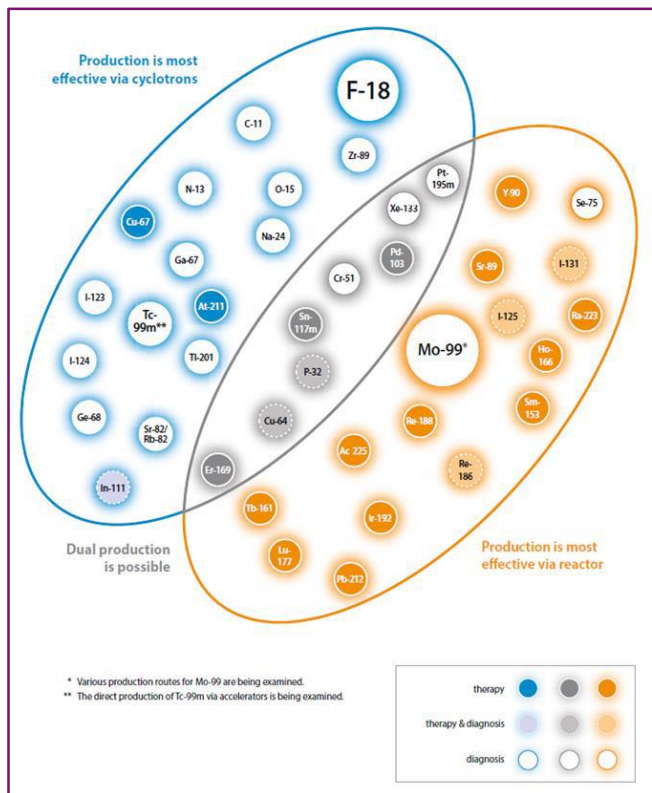 Production is most
effective via cyclotrons
F-18
C-11
Zr-89
Pt-
195m
N-13
O-15
Xe-133
Y-90
Se-75
Cu-67
Na-24
Pd-
103
Ga-67
Cr-51
Sr-89
I-131
I-123
Tc-
99m**
At-211
Sn-
117m
I-125
Ra-223
Mo-99*
Ho-
166
I-124
Tl-201
P-32
Sm-
153
Ge-68
Sr-82/
Rb-82
Cu-64
Re-188
Ac 225
Re-
186
In-111
Er-169
Tb-161
Ir-192
Dual production
is possible
Lu-
177
Pb-212
Production is most
effective via reactor
* Various production routes for Mo-99 are being examined.
** The direct production of Tc-99m via accelerators is being examined.
therapy
therapy & diagnosis
diagnosis